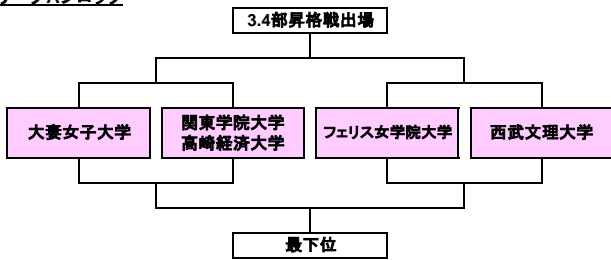 3.4部昇格戦出場
大妻女子大学
関東学院大学
高崎経済大学
フェリス女学院大学
西武文理大学
最下位